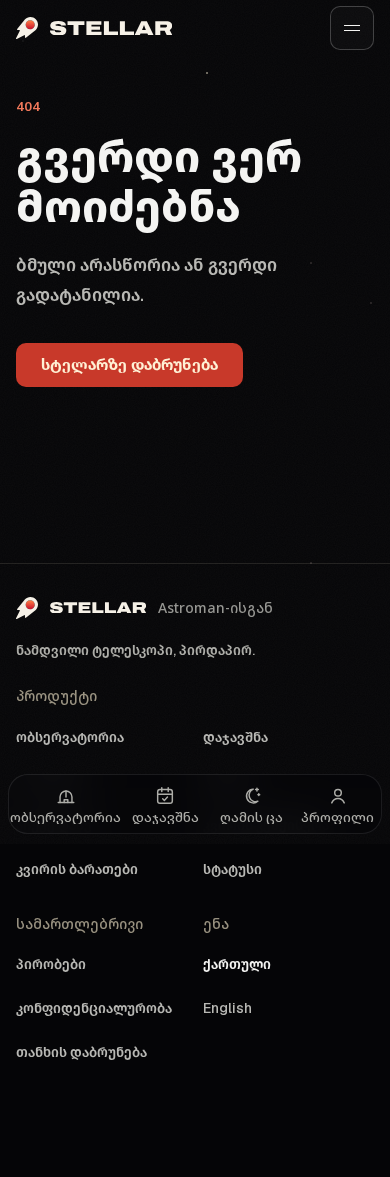 STELLAR
404
გვერდი ვერ
მოიძებნა
ბმული არასწორია ან გვერდი
გადატანილია.
სტელარზე დაბრუნება
STELLAR Astroman-ისგან
ნამდვილი ტელესკოპი, პირდაპირ.
პროდუქტი
ობსერვატორია დაჯავშნა
ობსერვატორია დაჯავშნა ღამის ცა პროფილი
კვირის ბარათები სტატუსი
სამართლებრივი ენა
პირობები ქართული
კონფიდენციალურობა English
თანხის დაბრუნება